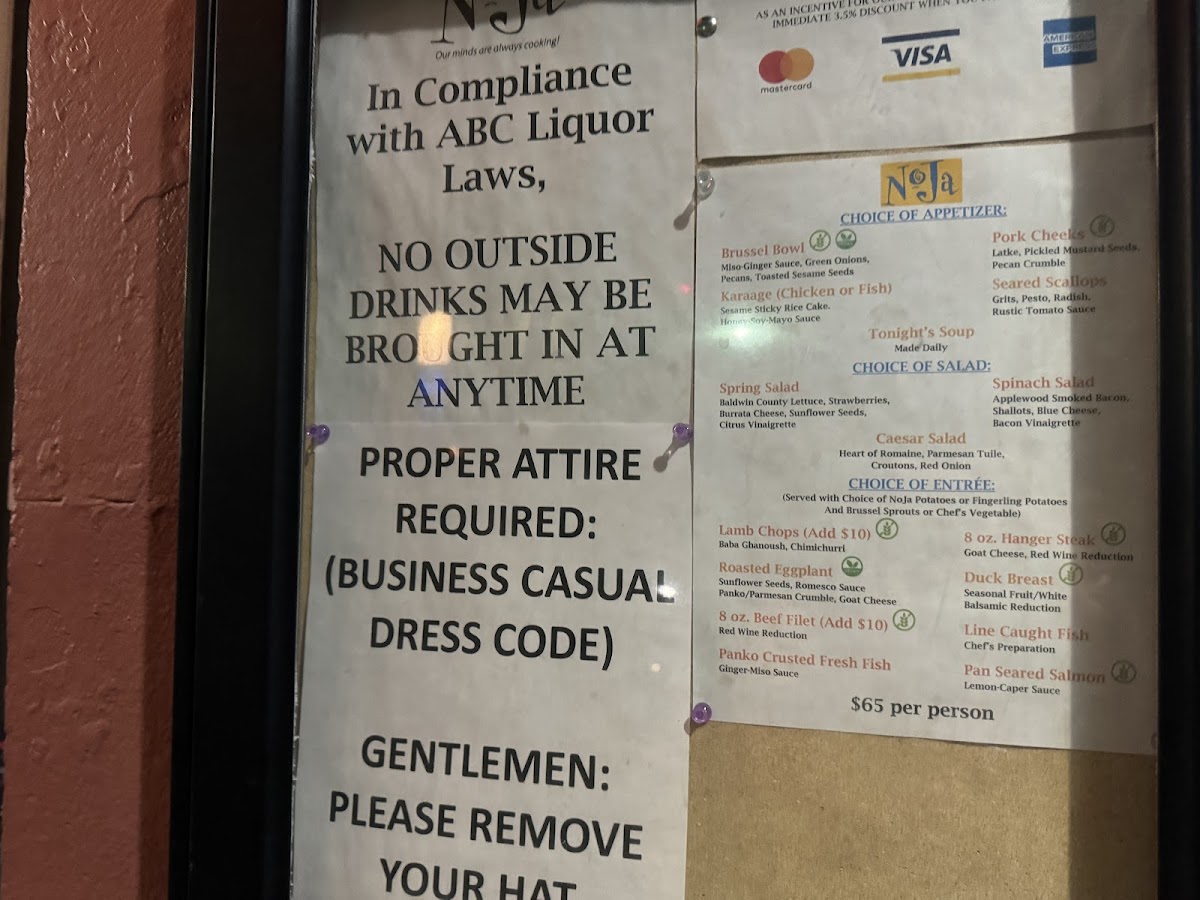 NoJa
Our minds are always cooking!
In Compliance
with ABC Liquor
Laws,
NO OUTSIDE
DRINKS MAY BE
BROUGHT IN AT
ANYTIME
PROPER ATTIRE
REQUIRED:
(BUSINESS CASUAL
DRESS CODE)
GENTLEMEN:
PLEASE REMOVE
YOUR HAT
AS AN INCENTIVE FOR
IMMEDIATE 3.5% DISCOUNT WHEN YOU
mastercard
VISA
AMERICAN
EXPRESS
NoJa
CHOICE OF APPETIZER:
Brussel Bowl
Miso-Ginger Sauce, Green Onions,
Pecans, Toasted Sesame Seeds
Pork Cheeks
Latke, Pickled Mustard Seeds,
Pecan Crumble
Karaage (Chicken or Fish)
Sesame Sticky Rice Cake,
Honey-Soy-Mayo Sauce
Seared Scallops
Grits, Pesto, Radish,
Rustic Tomato Sauce
Tonight's Soup
Made Daily
CHOICE OF SALAD:
Spring Salad
Baldwin County Lettuce, Strawberries,
Burrata Cheese, Sunflower Seeds,
Citrus Vinaigrette
Spinach Salad
Applewood Smoked Bacon,
Shallots, Blue Cheese,
Bacon Vinaigrette
Caesar Salad
Heart of Romaine, Parmesan Tuile,
Croutons, Red Onion
CHOICE OF ENTRÉE:
(Served with Choice of NoJa Potatoes or Fingerling Potatoes
And Brussel Sprouts or Chef's Vegetable)
Lamb Chops (Add $10)
Baba Ghanoush, Chimichurri
8 oz. Hanger Steak
Goat Cheese, Red Wine Reduction
Roasted Eggplant
Sunflower Seeds, Romesco Sauce
Panko/Parmesan Crumble, Goat Cheese
Duck Breast
Seasonal Fruit/White
Balsamic Reduction
8 oz. Beef Filet (Add $10)
Red Wine Reduction
Line Caught Fish
Chef's Preparation
Panko Crusted Fresh Fish
Ginger-Miso Sauce
Pan Seared Salmon
Lemon-Caper Sauce
$65 per person